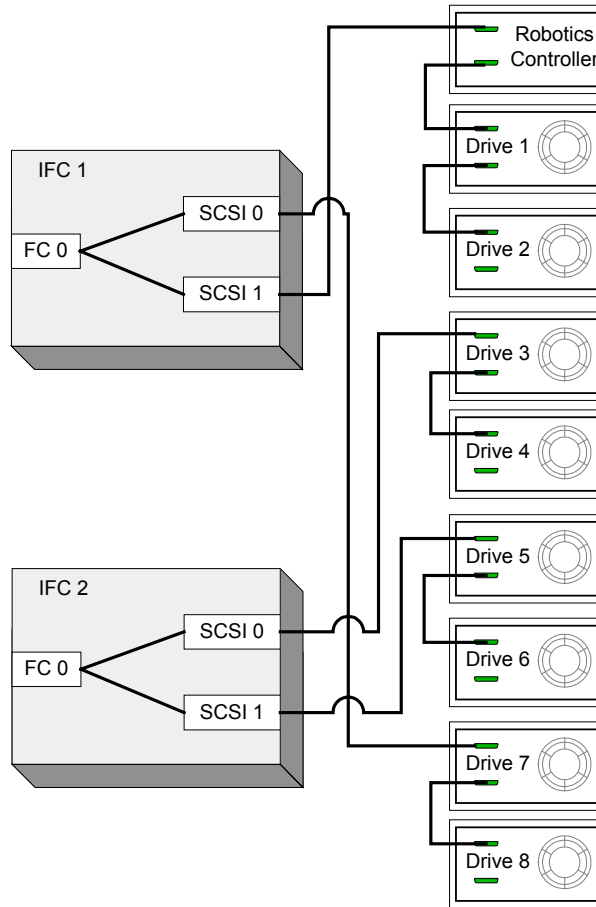 Robotics
Controller
Drive 1
IFC 1
SCSI 0
FC 0
Drive 2
SCSI 1
Drive 3
Drive 4
Drive 5
IFC 2
SCSI 0
Drive 6
FC 0
SCSI 1
Drive 7
Drive 8